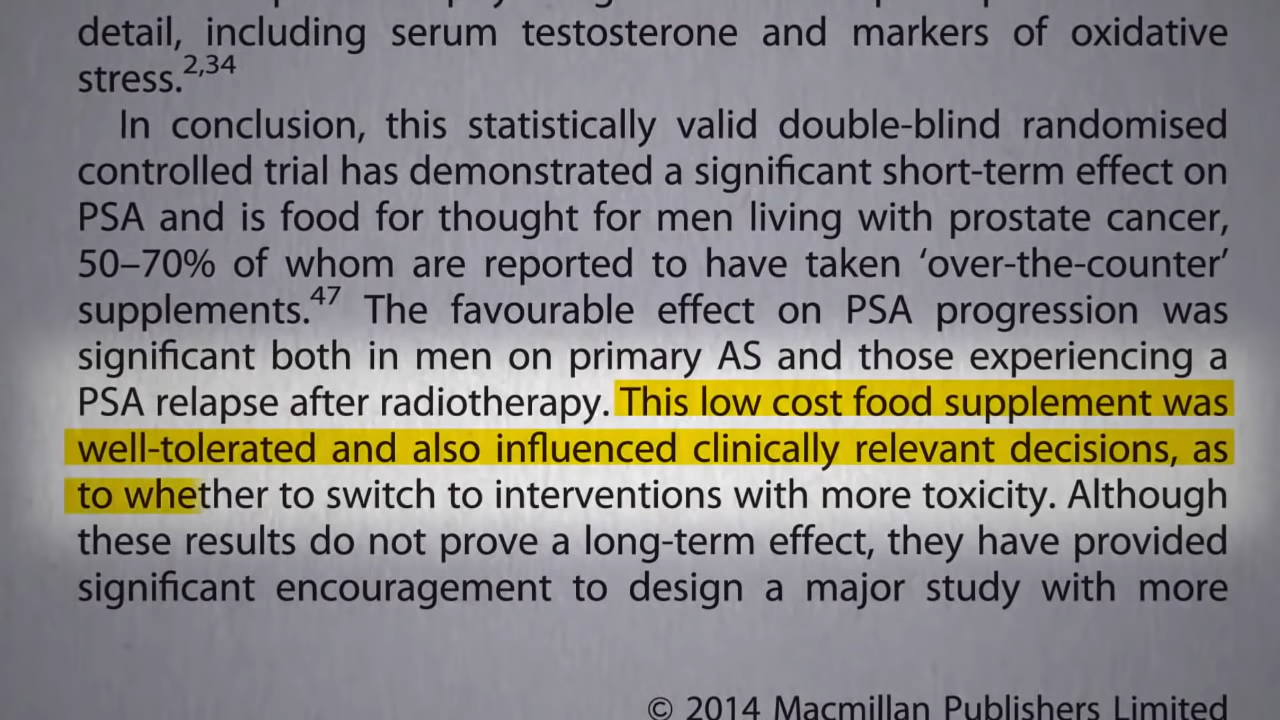 detail, including serum testosterone and markers of oxidative
stress.2,34
In conclusion, this statistically valid double-blind randomised
controlled trial has demonstrated a significant short-term effect on
PSA and is food for thought for men living with prostate cancer,
50–70% of whom are reported to have taken ‘over-the-counter’
supplements.47 The favourable effect on PSA progression was
significant both in men on primary AS and those experiencing a
PSA relapse after radiotherapy. This low cost food supplement was
well-tolerated and also influenced clinically relevant decisions, as
to whether to switch to interventions with more toxicity. Although
these results do not prove a long-term effect, they have provided
significant encouragement to design a major study with more
© 2014 Macmillan Publishers Limited